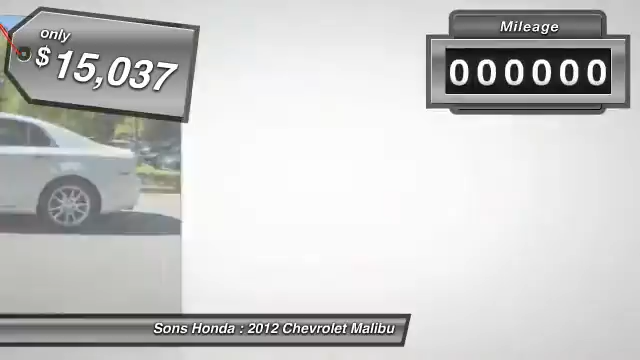 only
$15,037
Mileage
000000
Sons Honda : 2012 Chevrolet Malibu